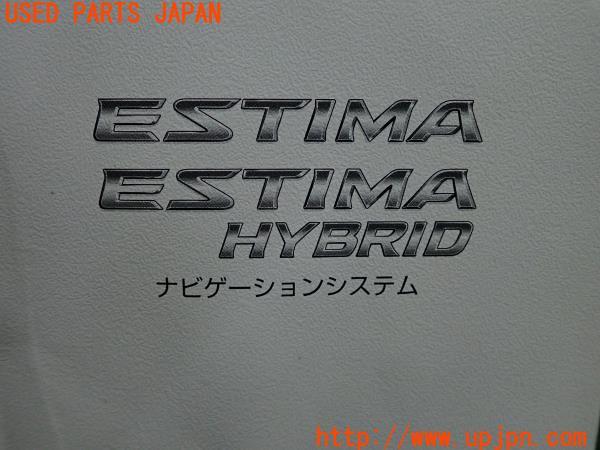 USED PARTS JAPAN
ESTIMA
ESTIMA
HYBRID
ナビゲーションシステム
http://www.upjpn.com